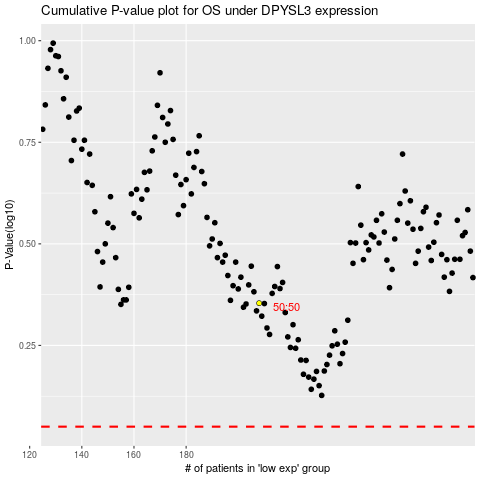 Cumulative P-value plot for OS under DPYSL3 expression
P-Value(log10)
1.00
0.75
0.50
0.25
50:50
120 140 160 180
# of patients in 'low exp' group